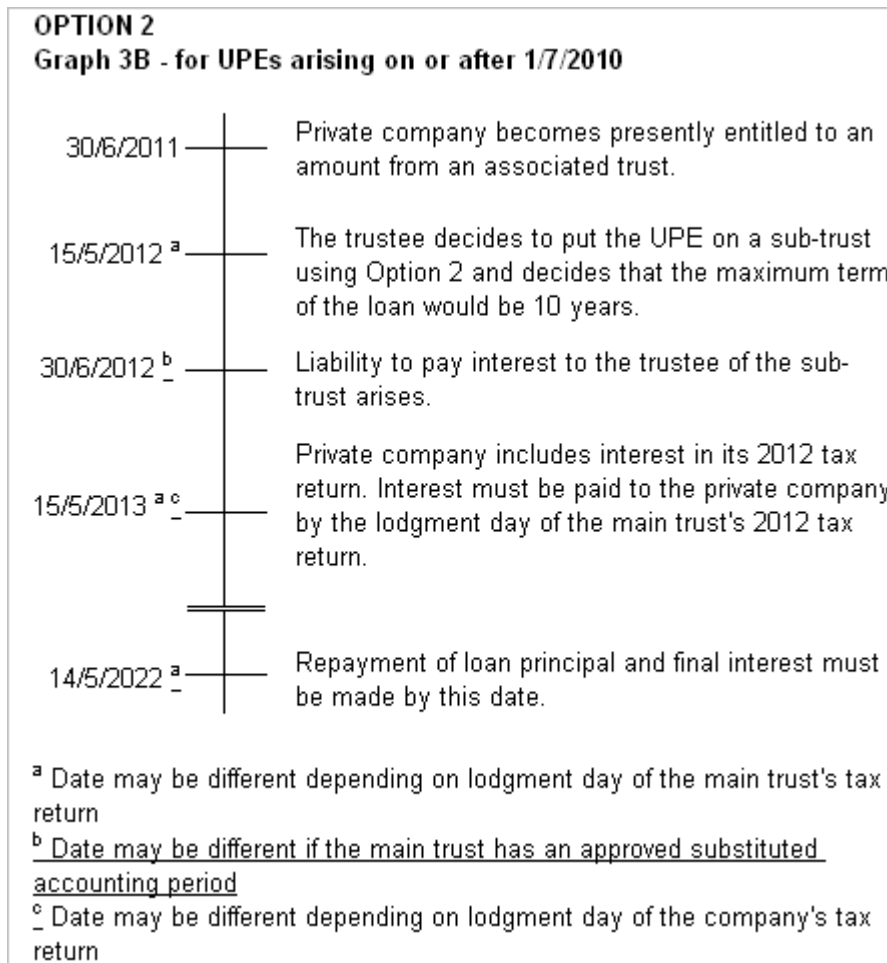 OPTION 2
Graph 3B - for UPEs arising on or after 1/7/2010
30/6/2011
Private company becomes presently entitled to an
amount from an associated trust.
15/5/2012 a
The trustee decides to put the UPE on a sub-trust
using Option 2 and decides that the maximum term
of the loan would be 10 years.
30/6/2012 b
Liability to pay interest to the trustee of the sub-
trust arises.
15/5/2013 a c
Private company includes interest in its 2012 tax
return. Interest must be paid to the private company
by the lodgment day of the main trust's 2012 tax
return.
14/5/2022 a
Repayment of loan principal and final interest must
be made by this date.
a Date may be different depending on lodgment day of the main trust's tax
return
b Date may be different if the main trust has an approved substituted
accounting period
c Date may be different depending on lodgment day of the company's tax
return